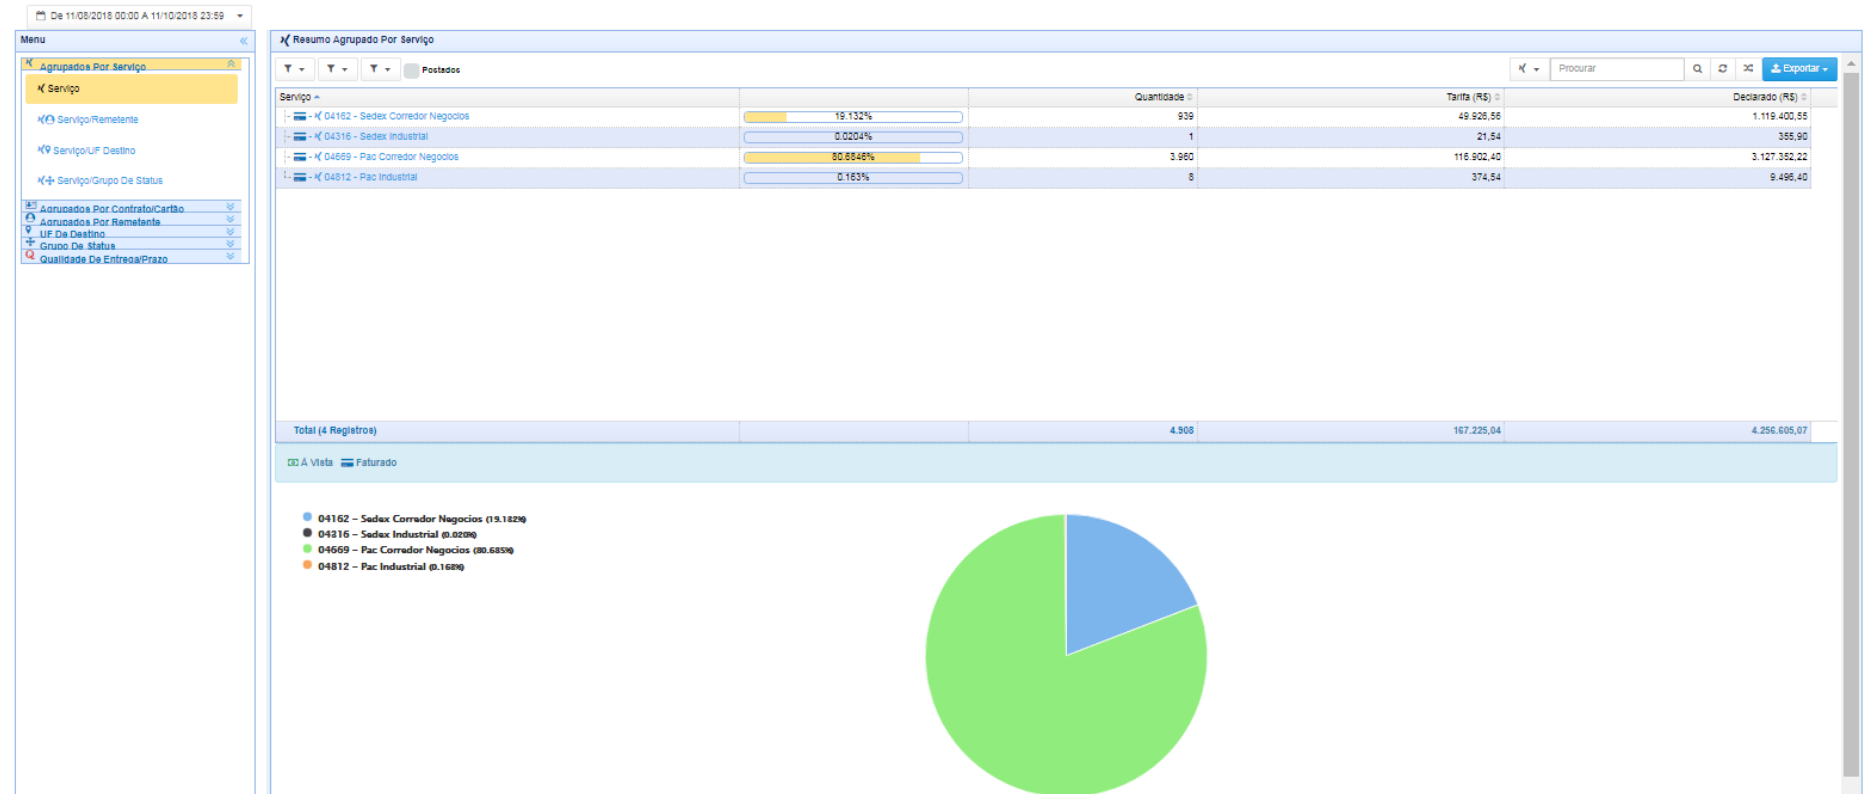 De 11/08/2018 00:00 A 11/10/2018 23:59
Menu
Agrupados Por Serviço
Serviço
Serviço/Remetente
Serviço/UF Destino
Serviço/Grupo De Status
Agrupados Por Contrato/Cartão
Agrupados Por Remetente
UF De Destino
Grupo De Status
Qualidade De Entrega/Prazo
Resumo Agrupado Por Serviço
Postados Procurar Exportar
Serviço Quantidade Tarifa (R$) Declarado (R$)
- 04162 - Sedex Corredor Negocios 19.132% 939 49.926,56 1.119.400,55
- 04316 - Sedex Industrial 0.0204% 1 21,54 355,90
- 04669 - Pac Corredor Negocios 80.6846% 3.960 116.902,40 3.127.352,22
- 04812 - Pac Industrial 0.163% 8 374,54 9.496,40
Total (4 Registros) 4.908 167.225,04 4.256.605,07
À Vista Faturado
04162 – Sedex Corredor Negocios (19.132%)
04316 – Sedex Industrial (0.020%)
04669 – Pac Corredor Negocios (80.685%)
04812 – Pac Industrial (0.163%)